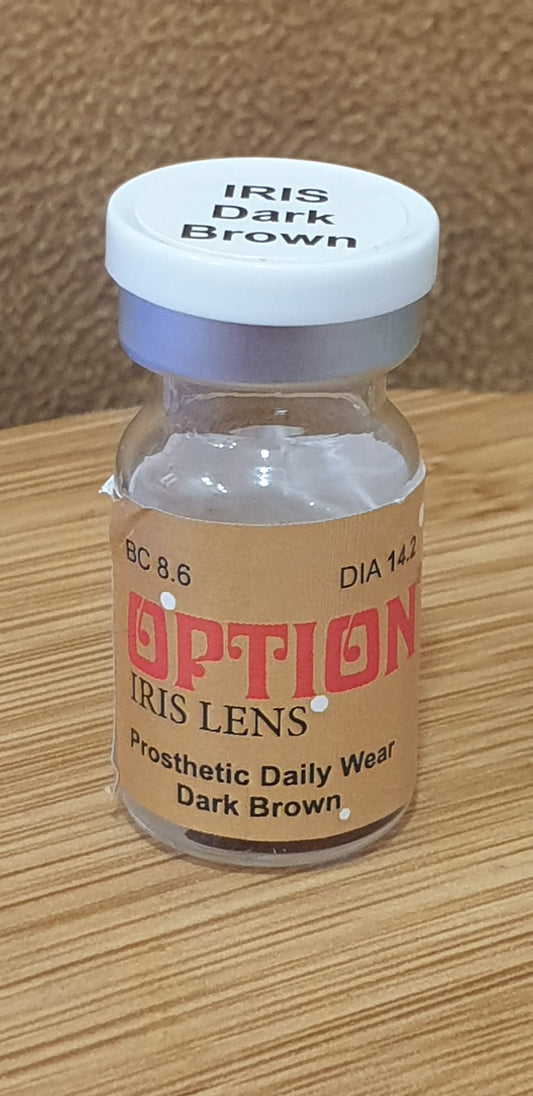 IRIS
Dark
Brown
BC 8.6 DIA 14.2
OPTION
IRIS LENS
Prosthetic Daily Wear
Dark Brown